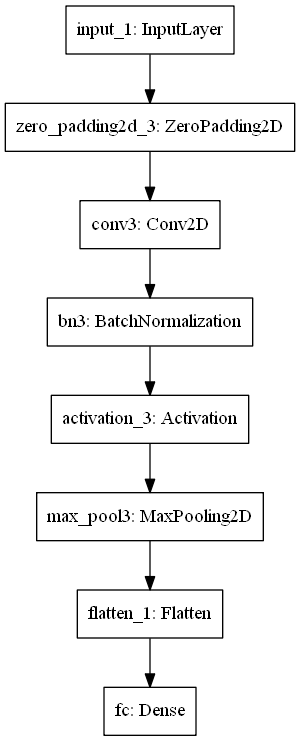 input_1: InputLayer
zero_padding2d_3: ZeroPadding2D
conv3: Conv2D
bn3: BatchNormalization
activation_3: Activation
max_pool3: MaxPooling2D
flatten_1: Flatten
fc: Dense